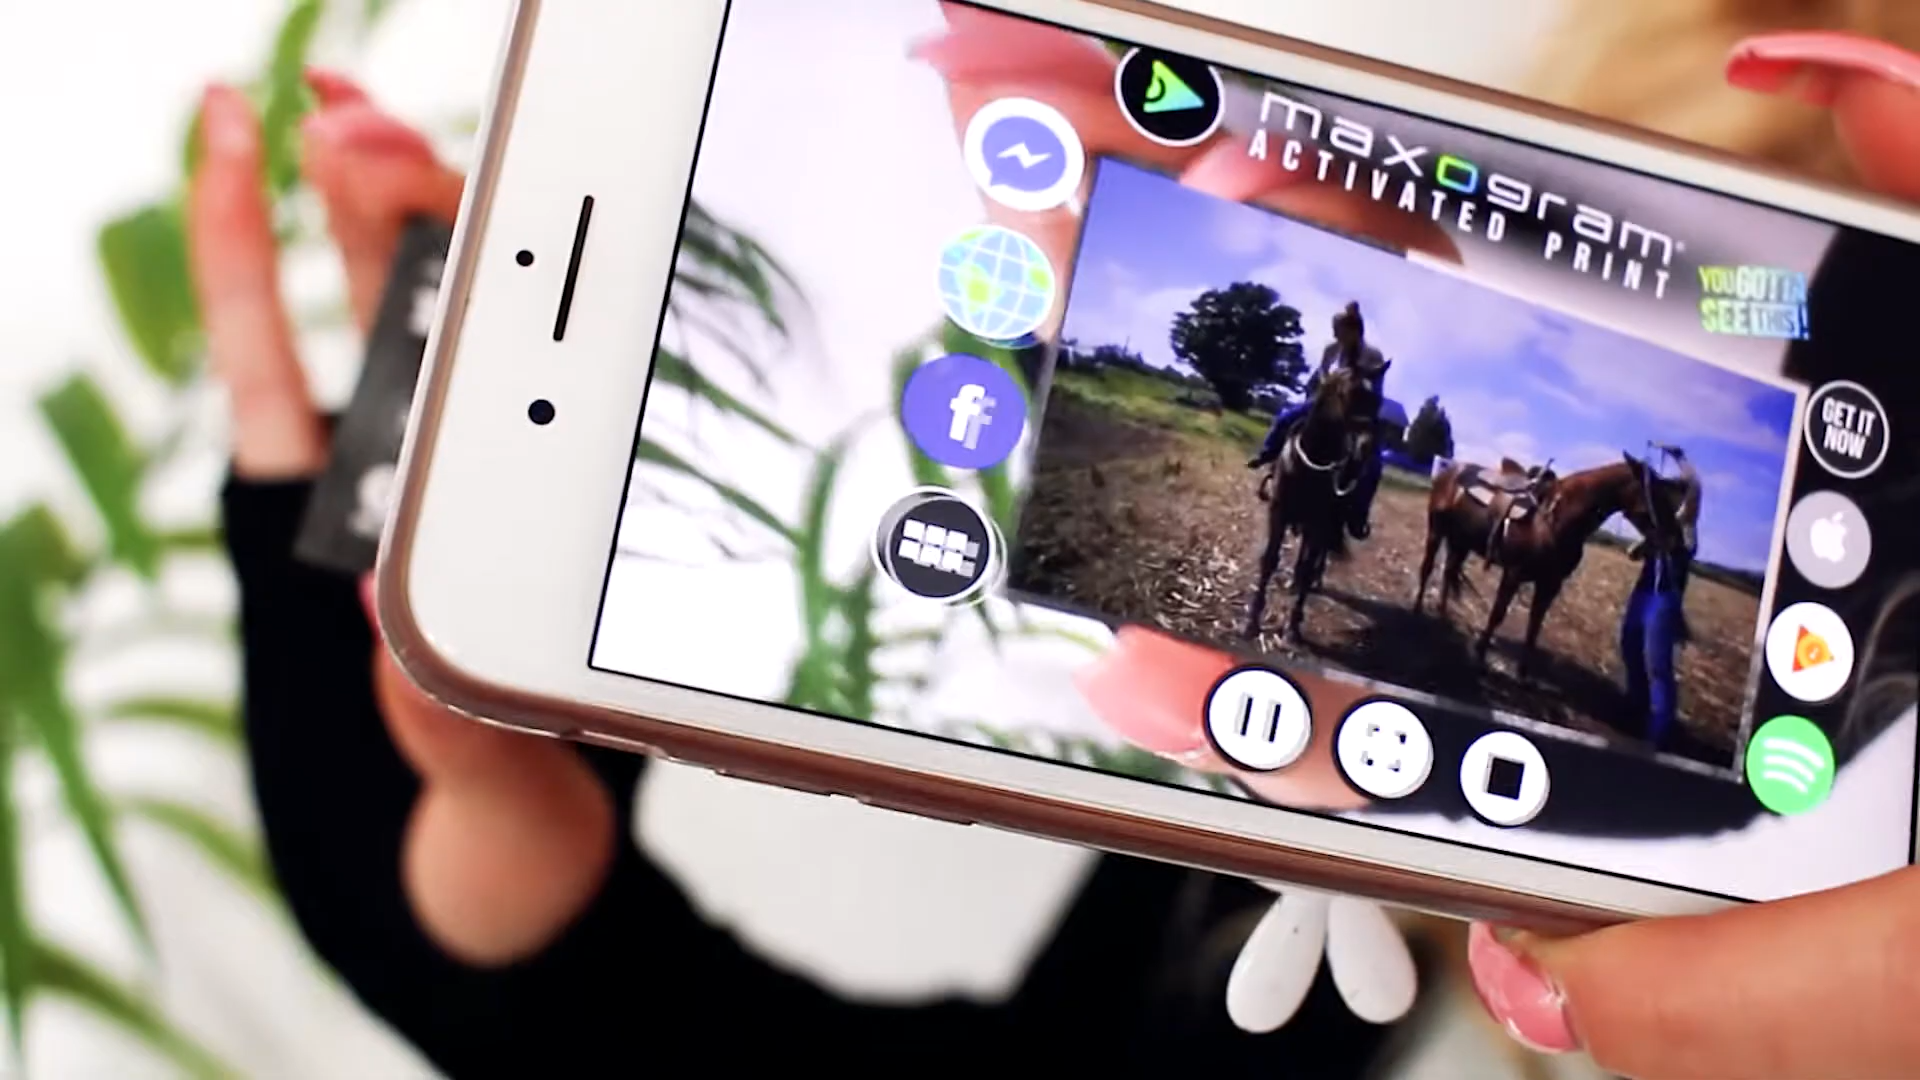 maxogram
ACTIVATED PRINT
YOU GOTTA
SEE THIS!
GET IT
NOW
f